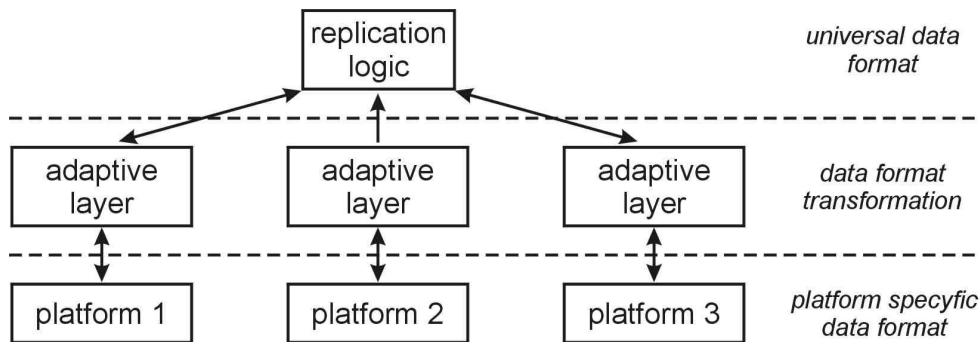 replication
logic
universal data
format
adaptive
layer
adaptive
layer
adaptive
layer
data format
transformation
platform 1
platform 2
platform 3
platform specyfic
data format